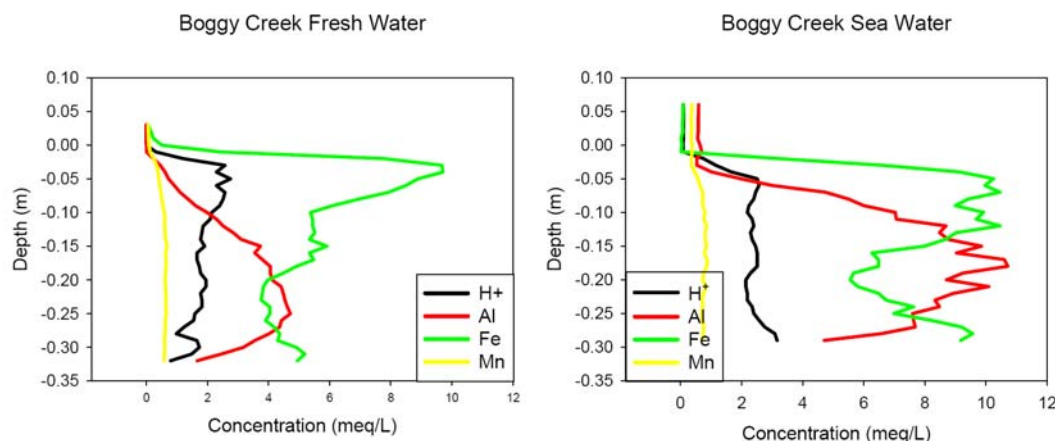 Boggy Creek Fresh Water
0.10
0.05
0.00
-0.05
-0.10
-0.15
-0.20
-0.25
-0.30
-0.35
Depth (m)
H+
Al
Fe
Mn
0 2 4 6 8 10 12
Concentration (meq/L)
Boggy Creek Sea Water
0.10
0.05
0.00
-0.05
-0.10
-0.15
-0.20
-0.25
-0.30
-0.35
Depth (m)
H+
Al
Fe
Mn
0 2 4 6 8 10 12
Concentration (meq/L)